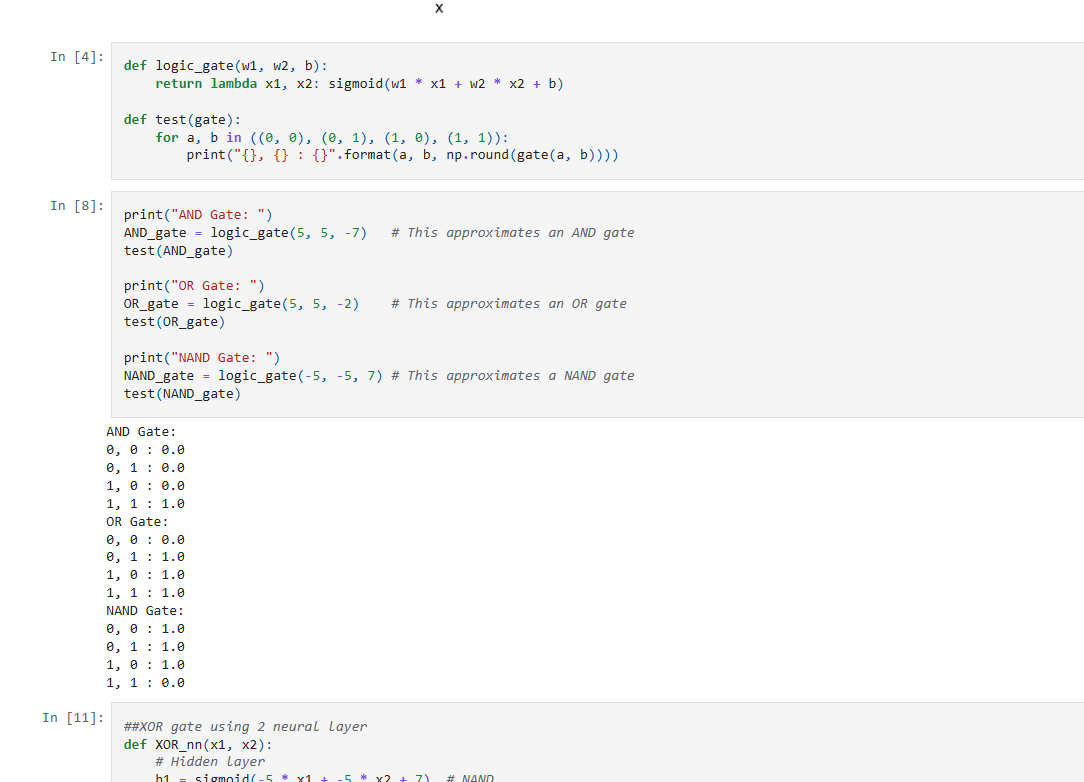 x
In [4]:
def logic_gate(w1, w2, b):
    return lambda x1, x2: sigmoid(w1 * x1 + w2 * x2 + b)
def test(gate):
    for a, b in ((0, 0), (0, 1), (1, 0), (1, 1)):
        print("{}, {} : {}".format(a, b, np.round(gate(a, b))))
In [8]:
print("AND Gate: ")
AND_gate = logic_gate(5, 5, -7)   # This approximates an AND gate
test(AND_gate)
print("OR Gate: ")
OR_gate = logic_gate(5, 5, -2)    # This approximates an OR gate
test(OR_gate)
print("NAND Gate: ")
NAND_gate = logic_gate(-5, -5, 7) # This approximates a NAND gate
test(NAND_gate)
AND Gate:
0, 0 : 0.0
0, 1 : 0.0
1, 0 : 0.0
1, 1 : 1.0
OR Gate:
0, 0 : 0.0
0, 1 : 1.0
1, 0 : 1.0
1, 1 : 1.0
NAND Gate:
0, 0 : 1.0
0, 1 : 1.0
1, 0 : 1.0
1, 1 : 0.0
In [11]:
##XOR gate using 2 neural layer
def XOR_nn(x1, x2):
    # Hidden layer
    h1 = sigmoid(-5 * x1 + -5 * x2 + 7)  # NAND